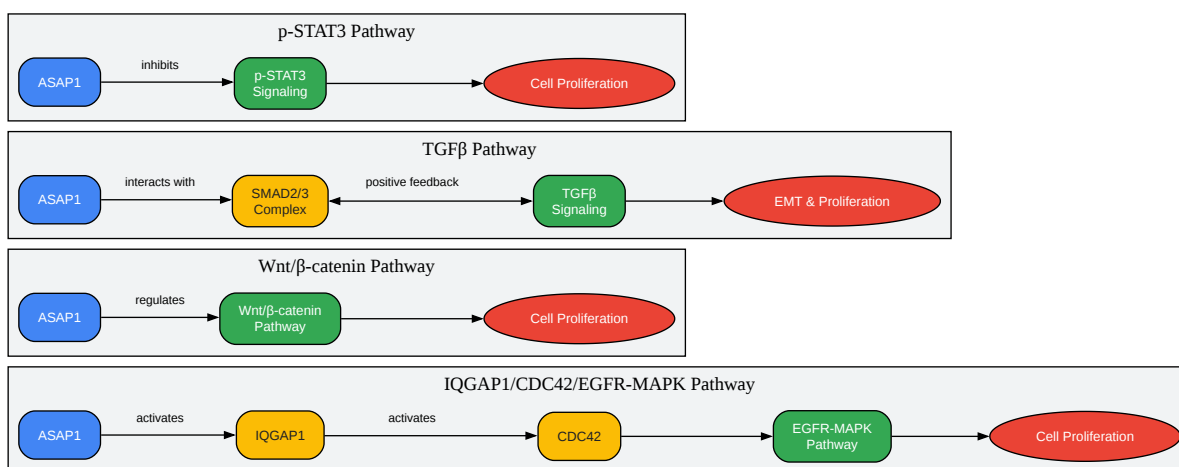 p-STAT3 Pathway
ASAP1
inhibits
p-STAT3
Signaling
Cell Proliferation
TGFβ Pathway
ASAP1
interacts with
SMAD2/3
Complex
positive feedback
TGFβ
Signaling
EMT & Proliferation
Wnt/β-catenin Pathway
ASAP1
regulates
Wnt/β-catenin
Pathway
Cell Proliferation
IQGAP1/CDC42/EGFR-MAPK Pathway
ASAP1
activates
IQGAP1
activates
CDC42
EGFR-MAPK
Pathway
Cell Proliferation